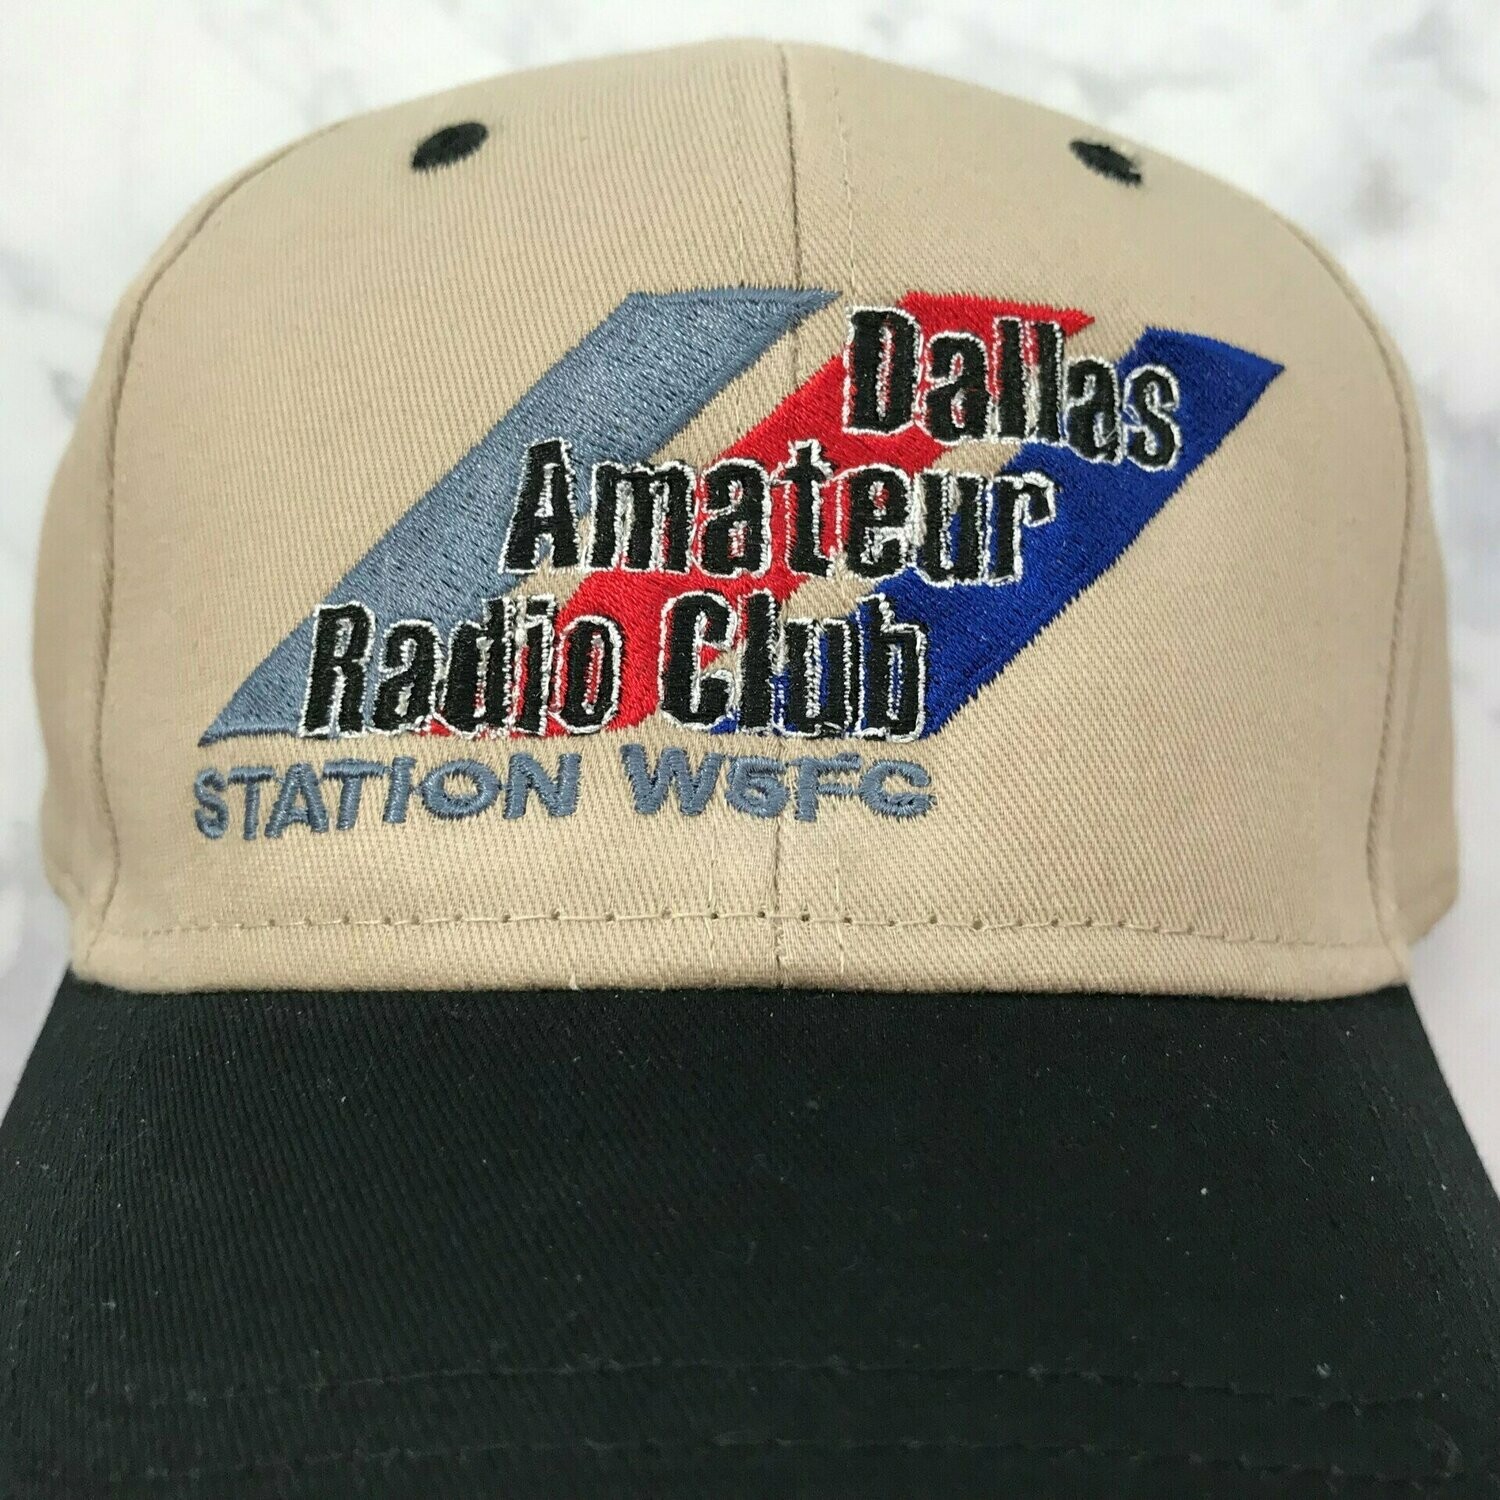 Dallas
Amateur
Radio Club
STATION W5FC